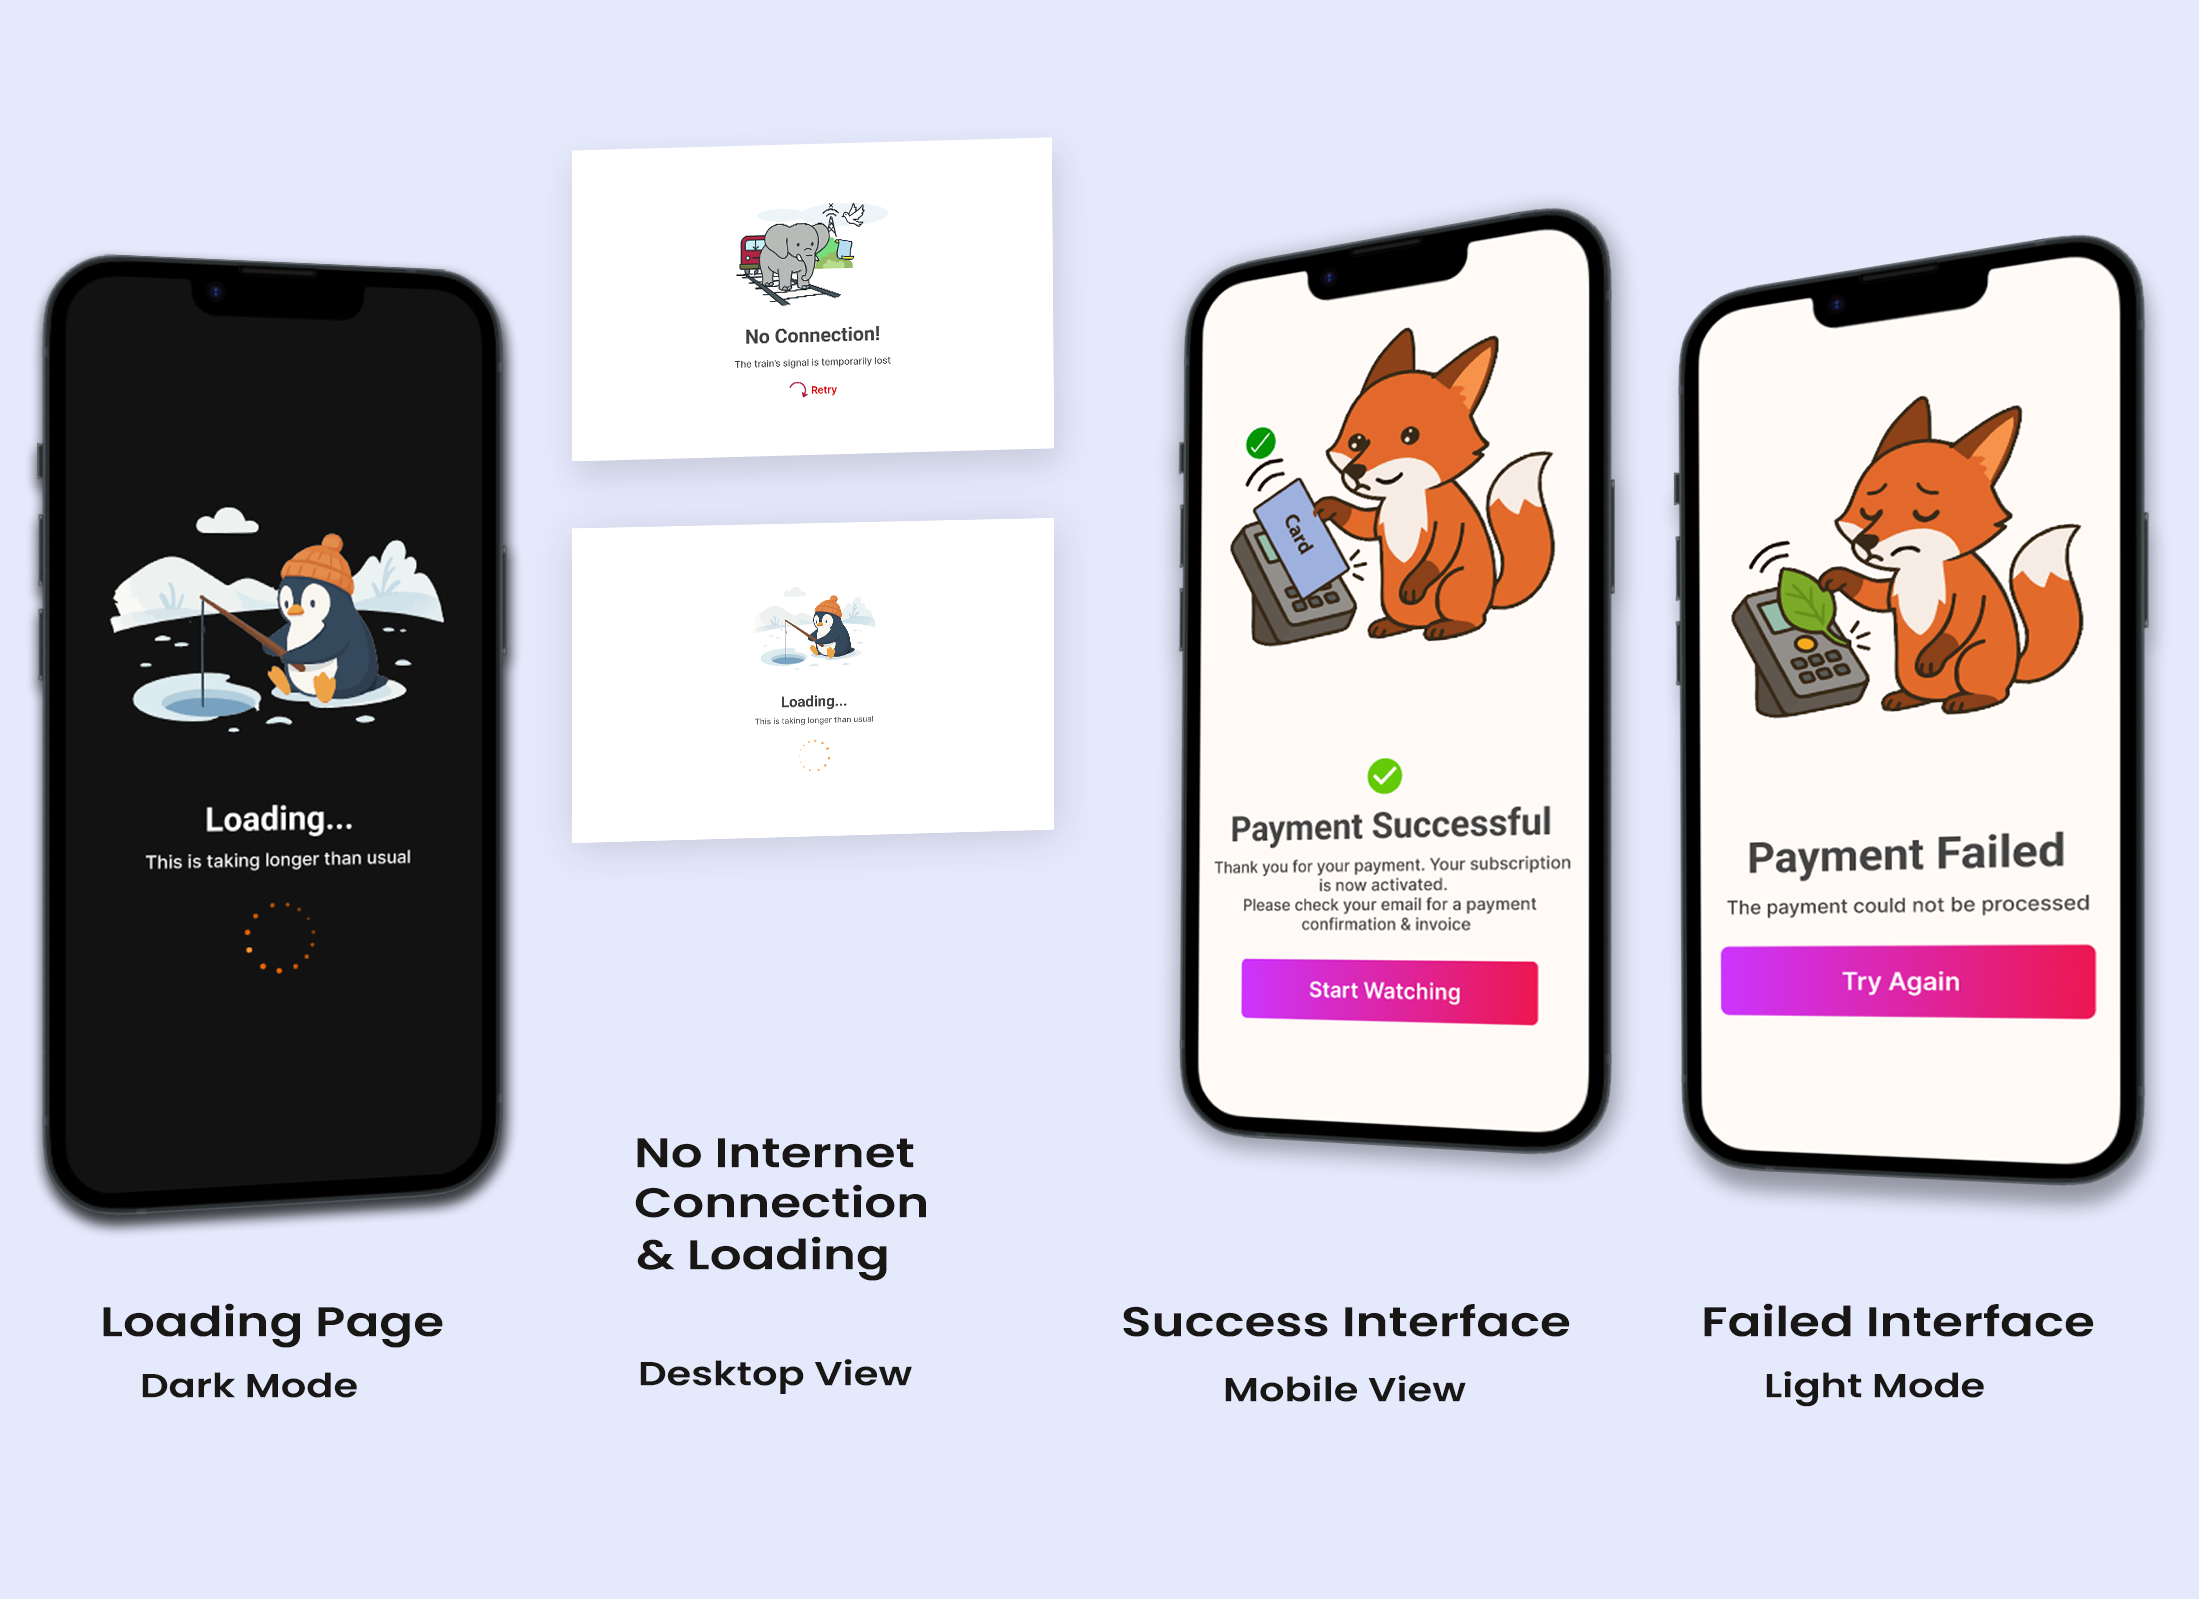 Loading...
This is taking longer than usual
Loading Page
Dark Mode
No Connection!
The train's signal is temporarily lost
Retry
Loading...
This is taking longer than usual
No Internet
Connection
& Loading
Desktop View
Card
Payment Successful
Thank you for your payment. Your subscription
is now activated.
Please check your email for a payment
confirmation & invoice
Start Watching
Success Interface
Mobile View
Payment Failed
The payment could not be processed
Try Again
Failed Interface
Light Mode